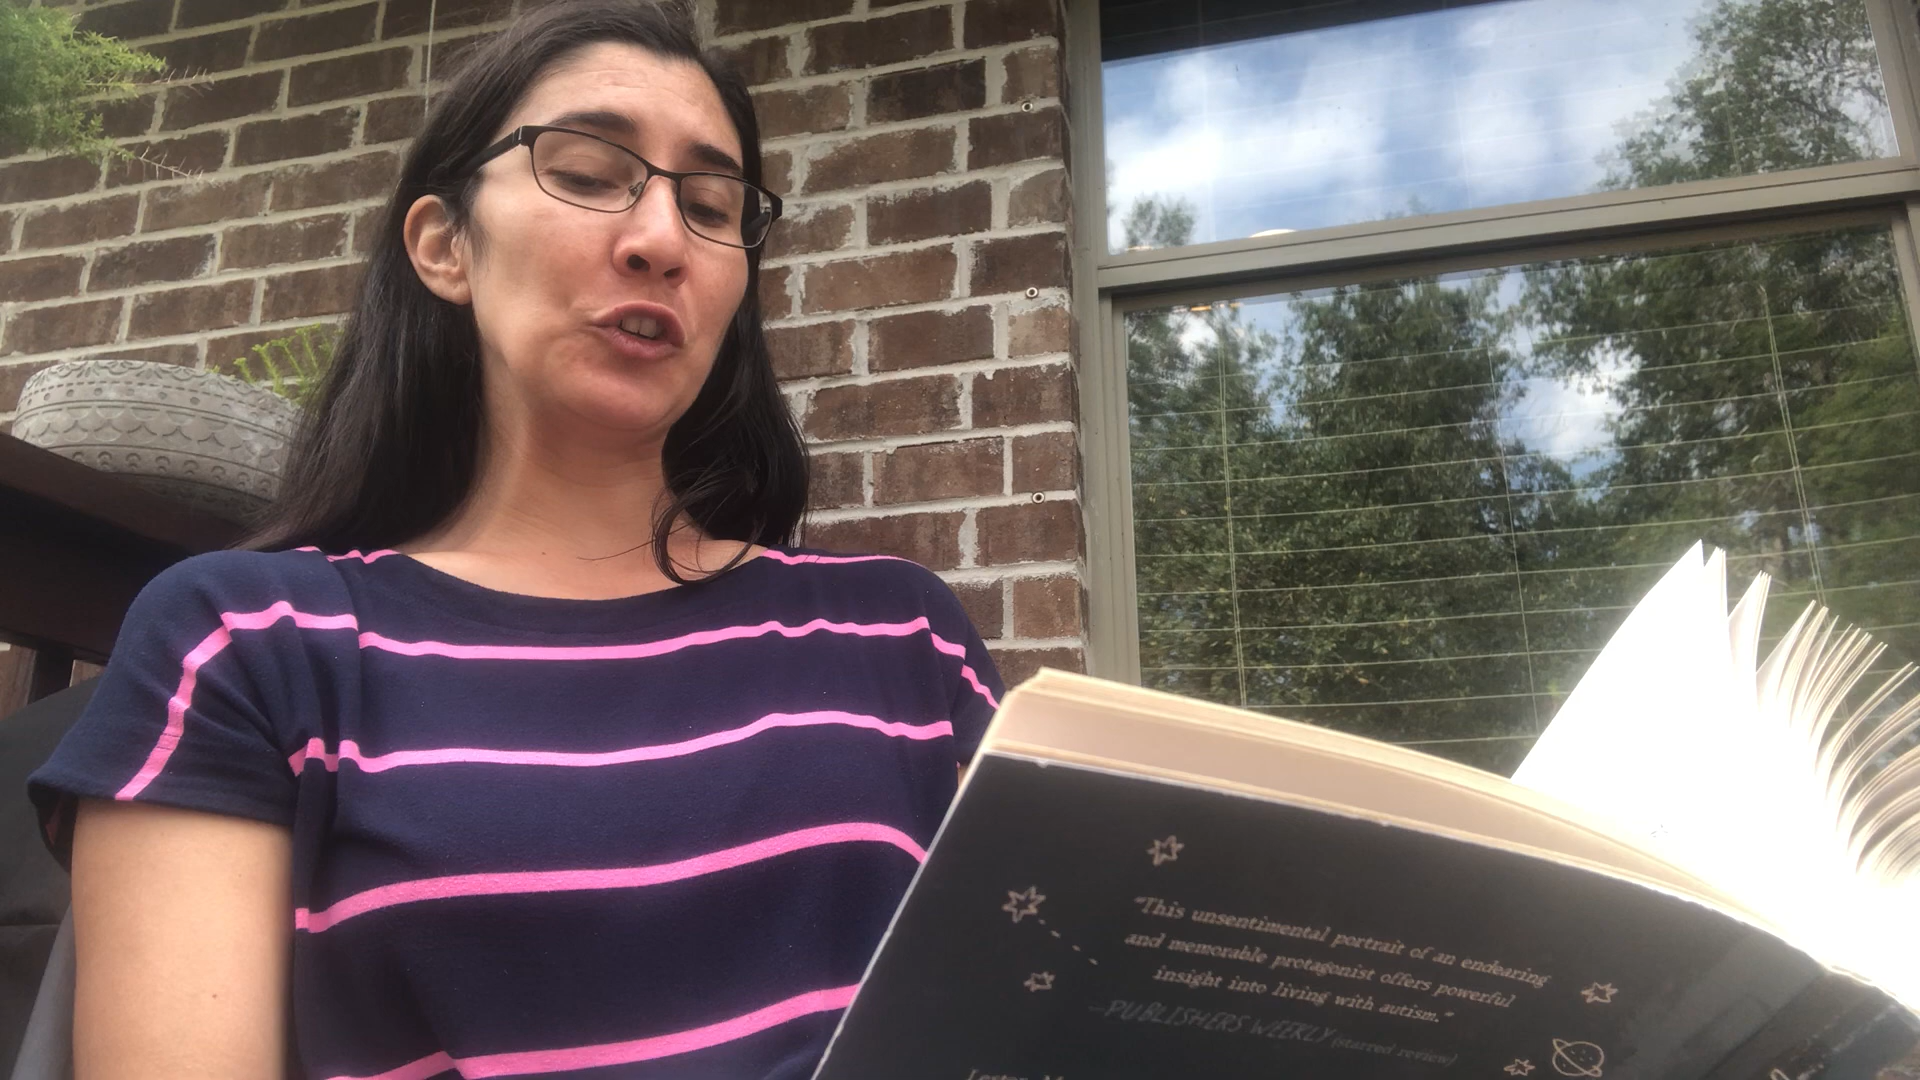 "This unsentimental portrait of an endearing
and memorable protagonist offers powerful
insight into living with autism."
—PUBLISHERS WEEKLY (starred review)
Lester